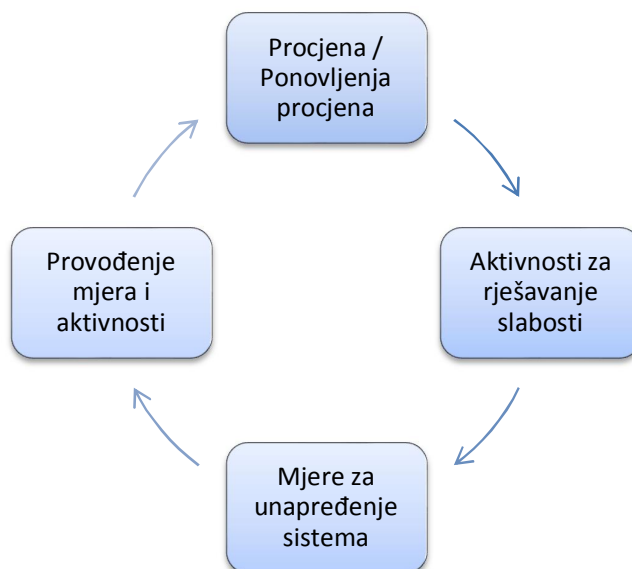 Procjena /
Ponovljenja
procjena
Aktivnosti za
rješavanje
slabosti
Mjere za
unapređenje
sistema
Provođenje
mjera i
aktivnosti